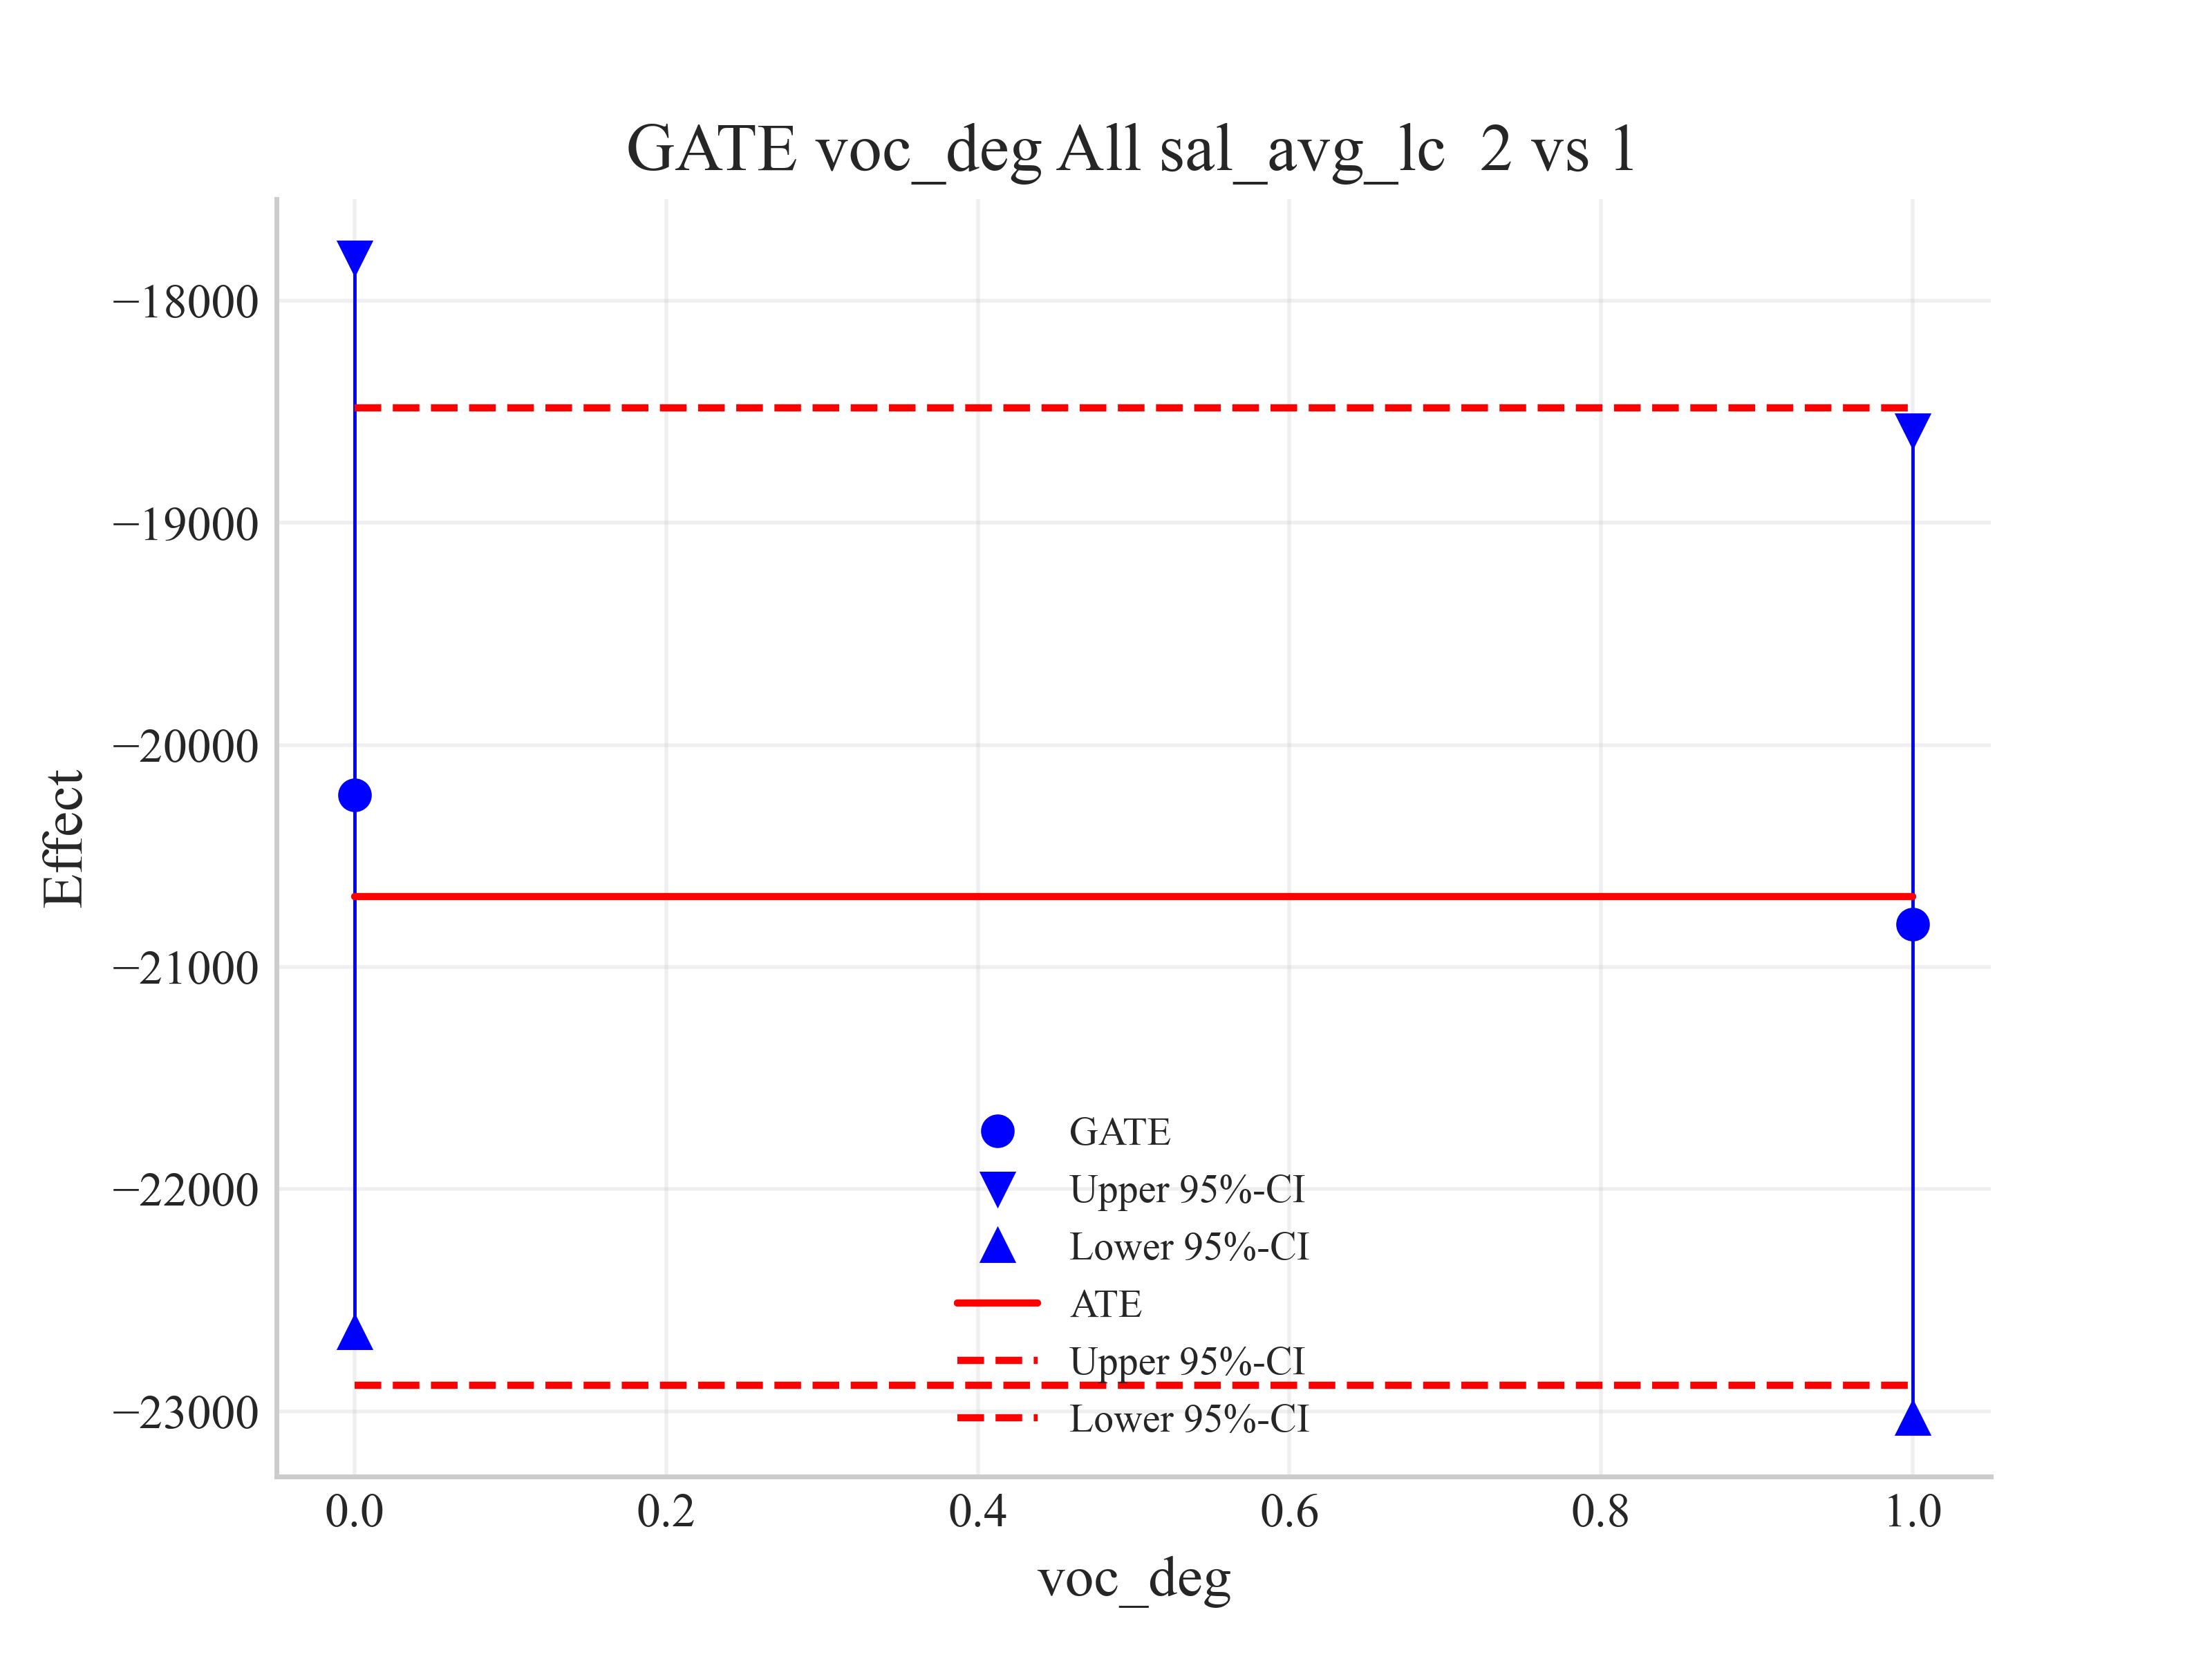 GATE voc_deg All sal_avg_lc  2 vs 1
Effect
−18000
−19000
−20000
−21000
−22000
−23000
GATE
Upper 95%-CI
Lower 95%-CI
ATE
Upper 95%-CI
Lower 95%-CI
0.0 0.2 0.4 0.6 0.8 1.0
voc_deg